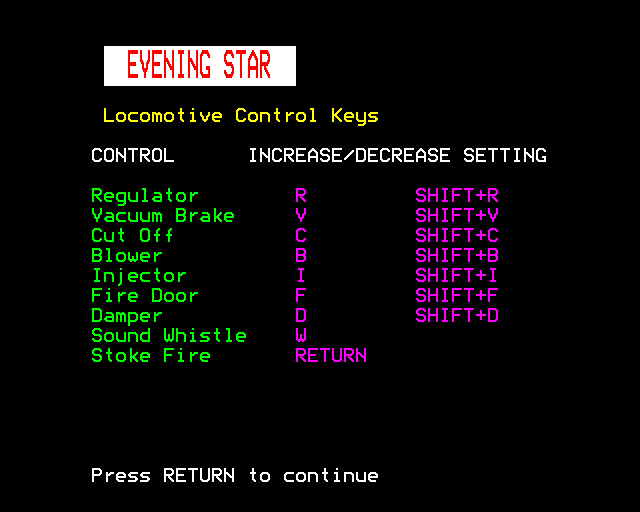 EVENING STAR
Locomotive Control Keys
CONTROL INCREASE/DECREASE SETTING
Regulator R SHIFT+R
Vacuum Brake V SHIFT+V
Cut Off C SHIFT+C
Blower B SHIFT+B
Injector I SHIFT+I
Fire Door F SHIFT+F
Damper D SHIFT+D
Sound Whistle W
Stoke Fire RETURN
Press RETURN to continue